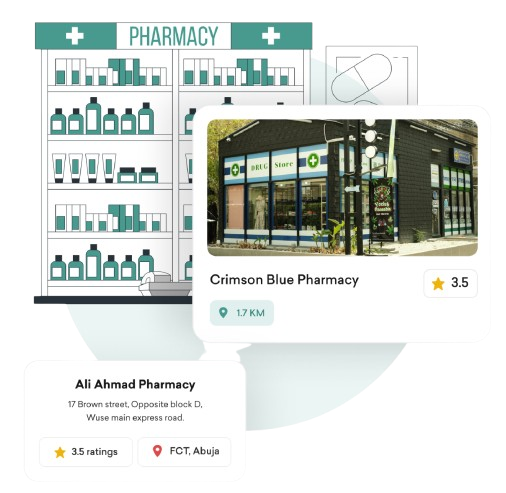 PHARMACY
DRUG Store
Crimson Blue Pharmacy
3.5
1.7 KM
Ali Ahmad Pharmacy
17 Brown street, Opposite block D,
Wuse main express road.
3.5 ratings
FCT, Abuja